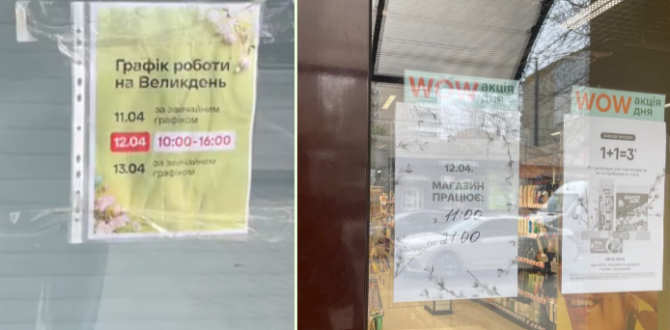 Графік роботи
на Великдень
11.04 за звичайним
графіком
12.04 10:00-16:00
13.04 за звичайним
графіком
WOW акція
дня
12.04.
МАГАЗИН
ПРАЦЮЄ:
з 11:00
до 21:00
WOW акція
дня
1+1=3